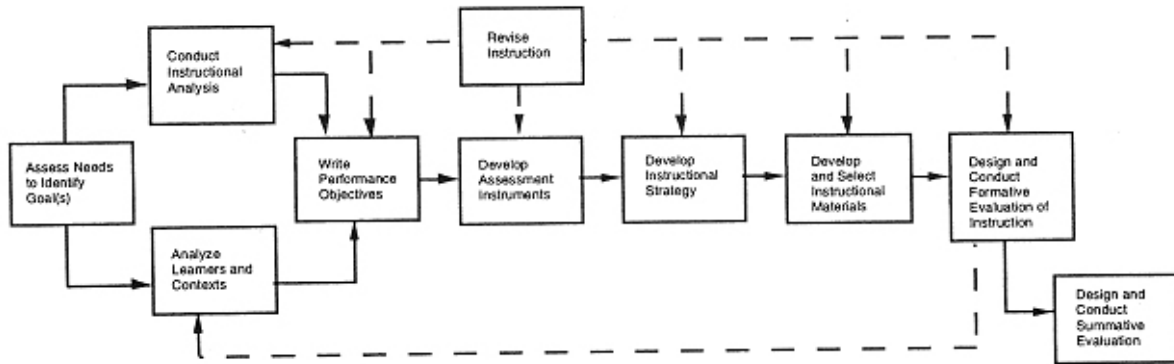 Revise
Instruction
Conduct
Instructional
Analysis
Assess Needs
to Identify
Goal(s)
Write
Performance
Objectives
Develop
Assessment
Instruments
Develop
Instructional
Strategy
Develop
and Select
Instructional
Materials
Design and
Conduct
Formative
Evaluation of
Instruction
Analyze
Learners and
Contexts
Design and
Conduct
Summative
Evaluation